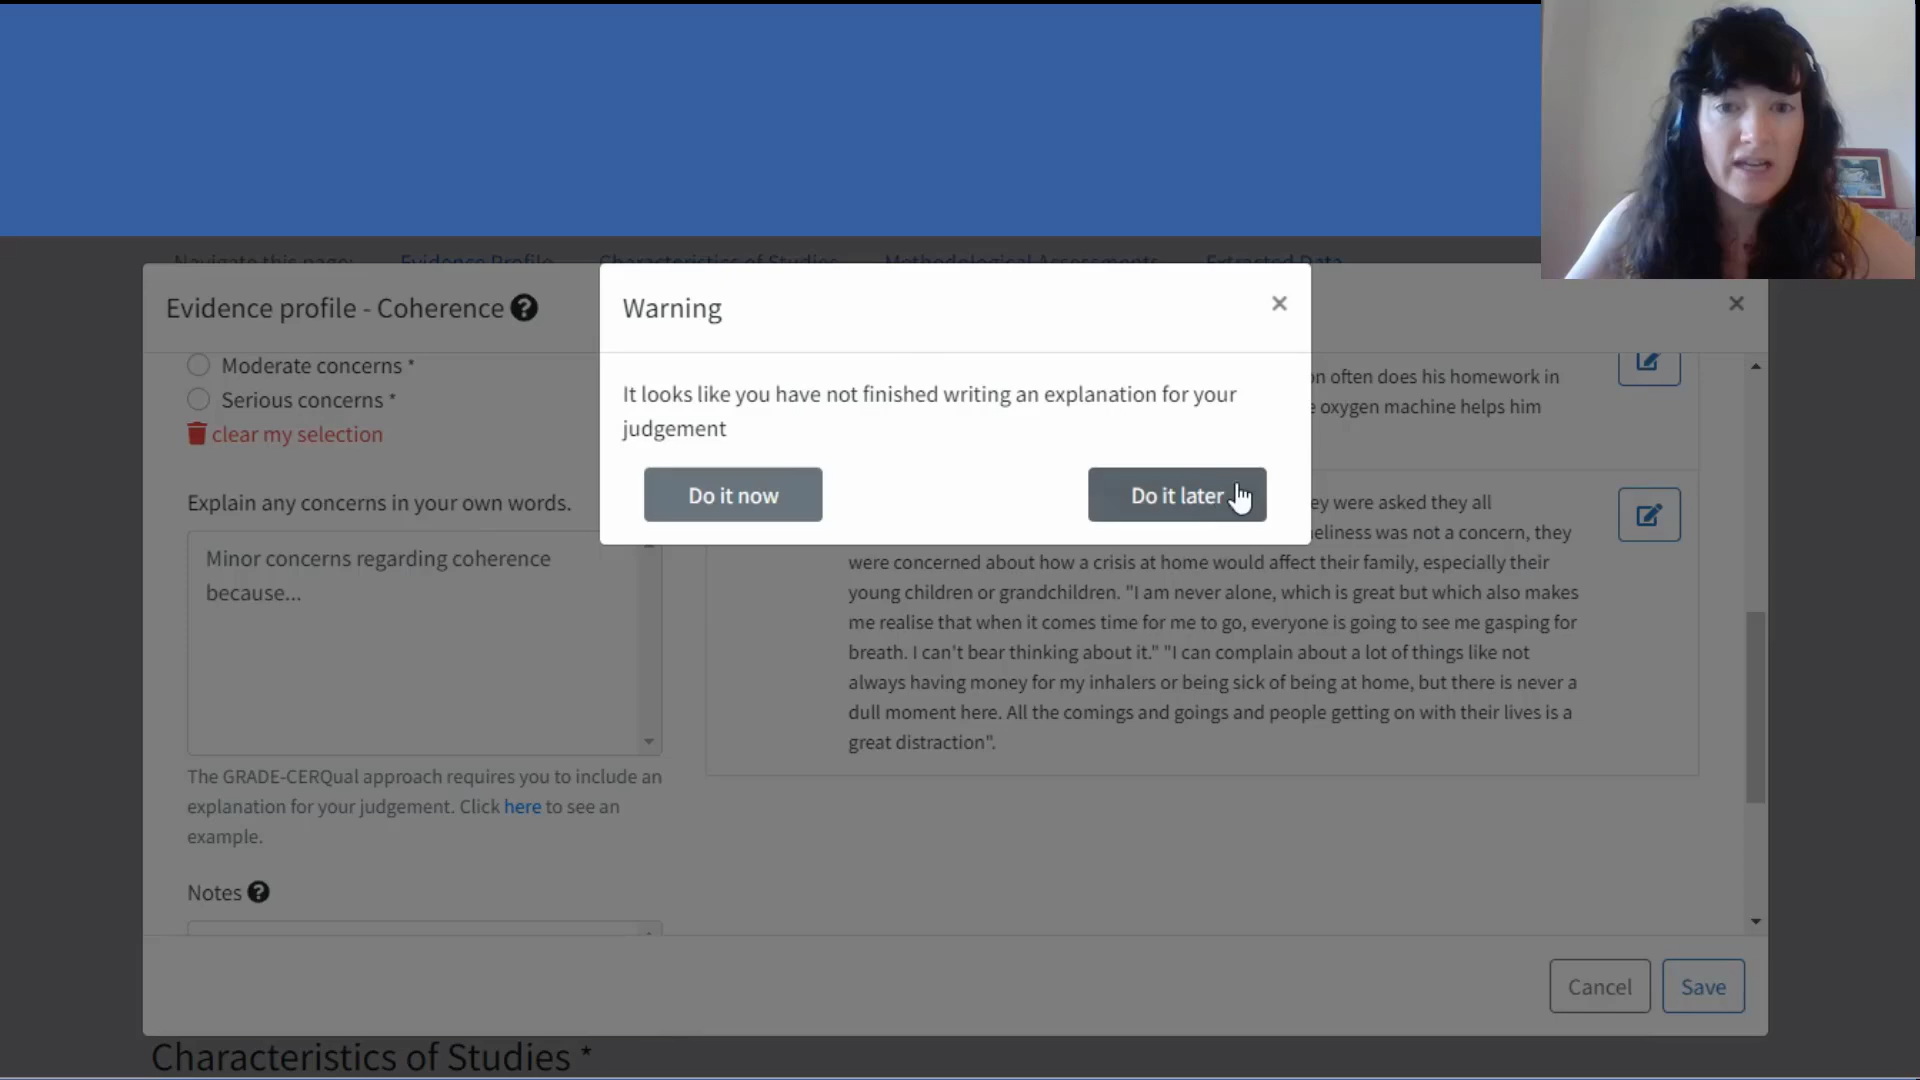 Navigate this page: Evidence Profile Characteristics of Studies Methodological Assessments Extracted Data
Evidence profile - Coherence
Moderate concerns *
Serious concerns *
clear my selection
Explain any concerns in your own words.
Minor concerns regarding coherence
because...
The GRADE-CERQual approach requires you to include an
explanation for your judgement. Click here to see an
example.
Notes
Warning
It looks like you have not finished writing an explanation for your
judgement
Do it now
Do it later
often does his homework in
oxygen machine helps him
were asked they all
was not a concern, they
were concerned about how a crisis at home would affect their family, especially their
young children or grandchildren. "I am never alone, which is great but which also makes
me realise that when it comes time for me to go, everyone is going to see me gasping for
breath. I can't bear thinking about it." "I can complain about a lot of things like not
always having money for my inhalers or being sick of being at home, but there is never a
dull moment here. All the comings and goings and people getting on with their lives is a
great distraction".
Cancel
Save
Characteristics of Studies *